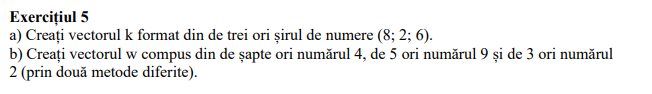 Exercițiul 5
a) Creați vectorul k format din de trei ori șirul de numere (8; 2; 6).
b) Creați vectorul w compus din de șapte ori numărul 4, de 5 ori numărul 9 și de 3 ori numărul
2 (prin două metode diferite).